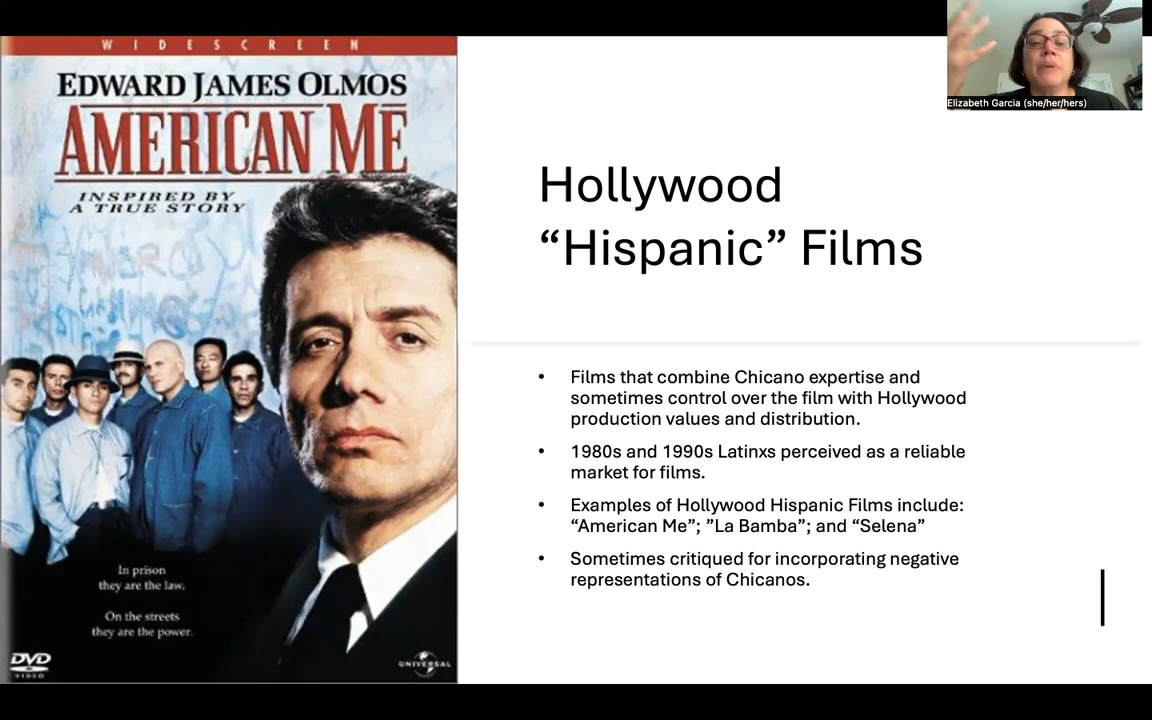 WIDESCREEN
EDWARD JAMES OLMOS
AMERICAN ME
INSPIRED BY
A TRUE STORY
In prison
they are the law.
On the streets
they are the power.
DVD
VIDEO
UNIVERSAL
Elizabeth Garcia (she/her/hers)
Hollywood
“Hispanic” Films
• Films that combine Chicano expertise and
sometimes control over the film with Hollywood
production values and distribution.
• 1980s and 1990s Latinxs perceived as a reliable
market for films.
• Examples of Hollywood Hispanic Films include:
“American Me”; ”La Bamba”; and “Selena”
• Sometimes critiqued for incorporating negative
representations of Chicanos.